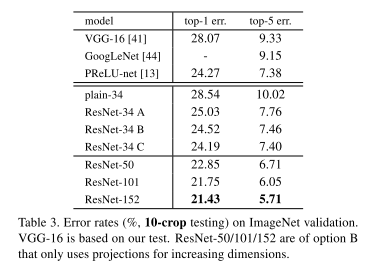 model top-1 err. top-5 err.
VGG-16 [41] 28.07 9.33
GoogLeNet [44] - 9.15
PReLU-net [13] 24.27 7.38
plain-34 28.54 10.02
ResNet-34 A 25.03 7.76
ResNet-34 B 24.52 7.46
ResNet-34 C 24.19 7.40
ResNet-50 22.85 6.71
ResNet-101 21.75 6.05
ResNet-152 21.43 5.71
Table 3. Error rates (%, 10-crop testing) on ImageNet validation.
VGG-16 is based on our test. ResNet-50/101/152 are of option B
that only uses projections for increasing dimensions.